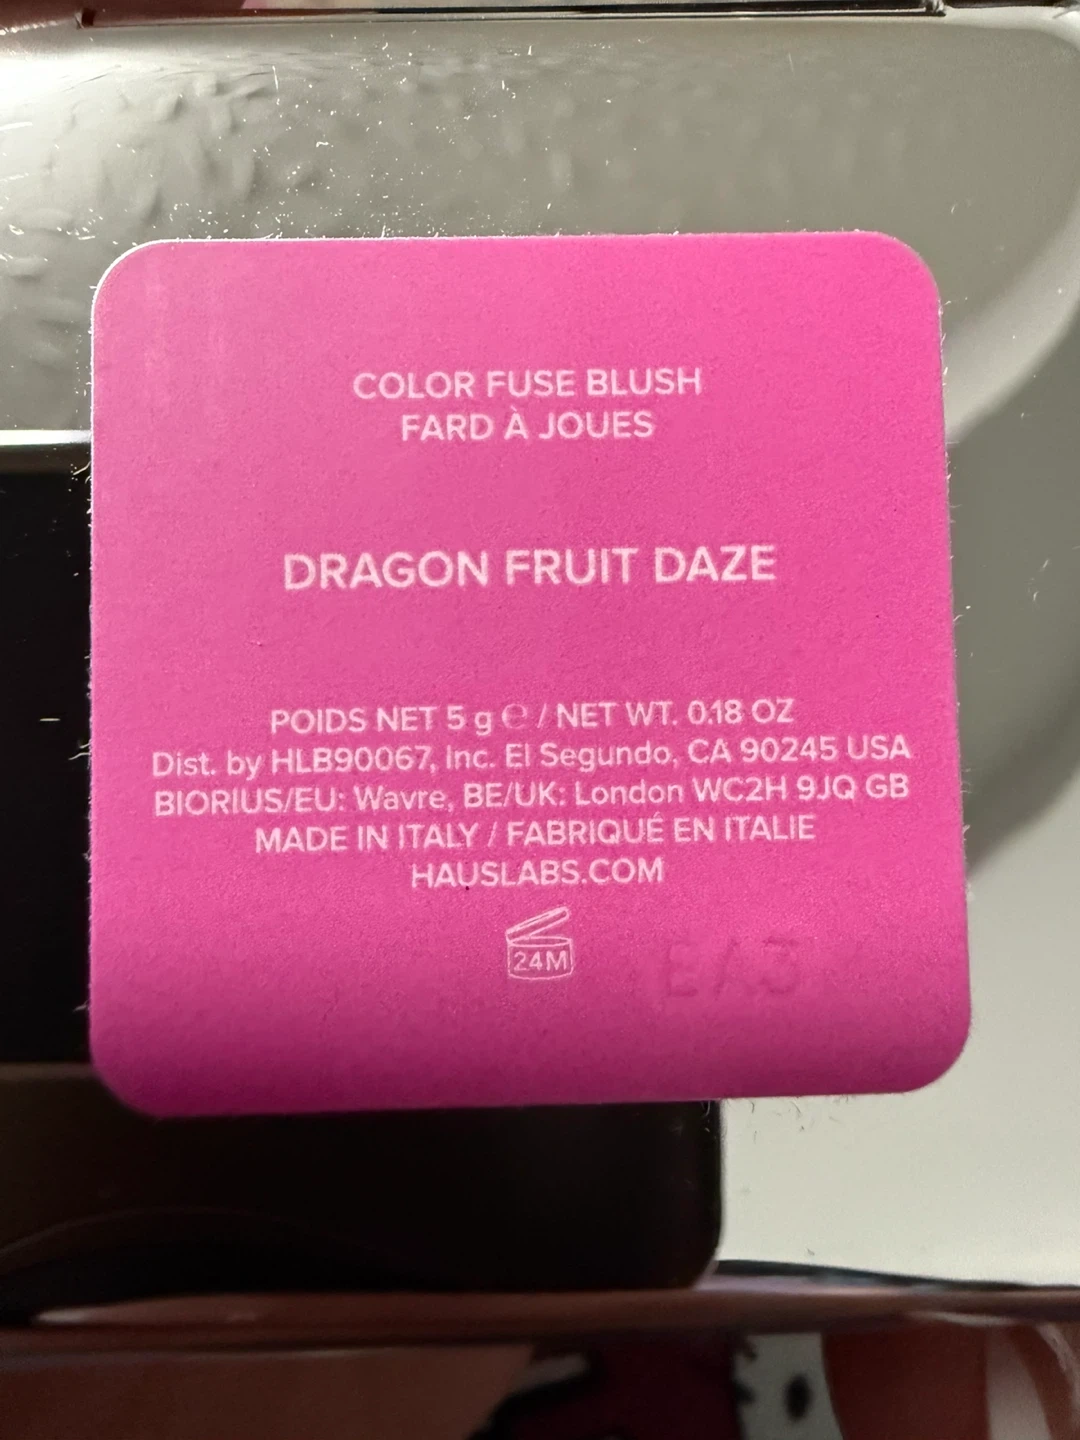 COLOR FUSE BLUSH
FARD À JOUES
DRAGON FRUIT DAZE
POIDS NET 5 g ℮ / NET WT. 0.18 OZ
Dist. by HLB90067, Inc. El Segundo, CA 90245 USA
BIORIUS/EU: Wavre, BE/UK: London WC2H 9JQ GB
MADE IN ITALY / FABRIQUÉ EN ITALIE
HAUSLABS.COM
24M